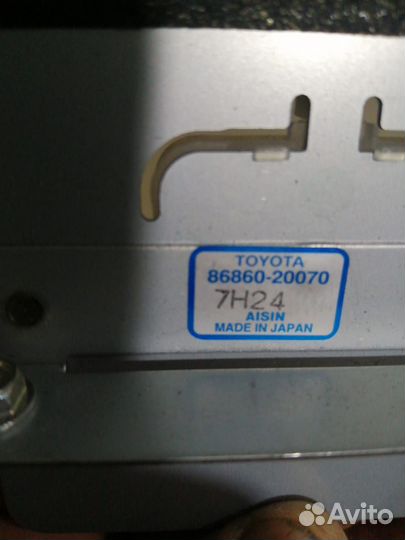 TOYOTA
86860-20070
7H24
AISIN
MADE IN JAPAN
Avito